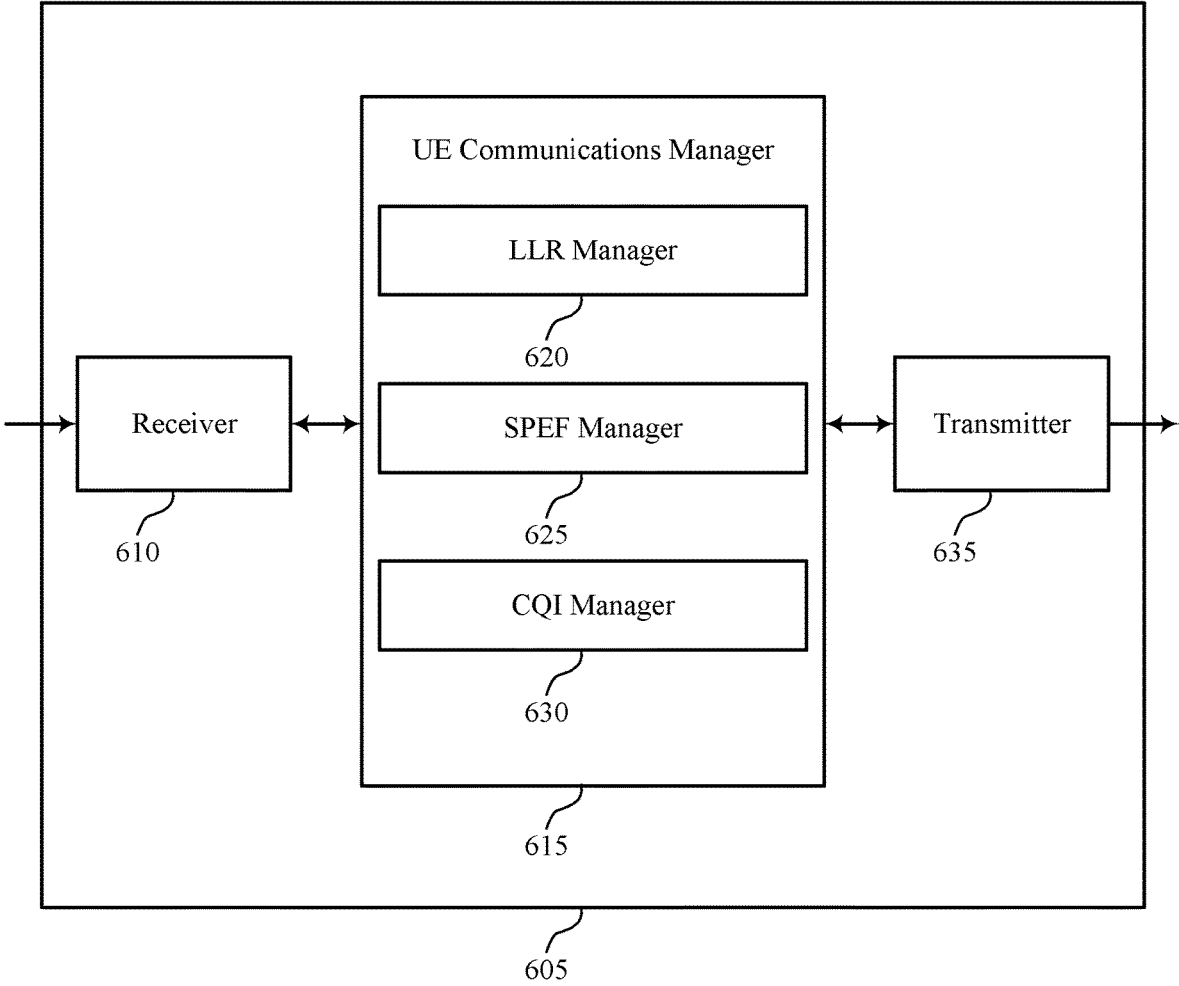 UE Communications Manager
LLR Manager
620
Receiver
610
SPEF Manager
625
Transmitter
635
CQI Manager
630
615
605